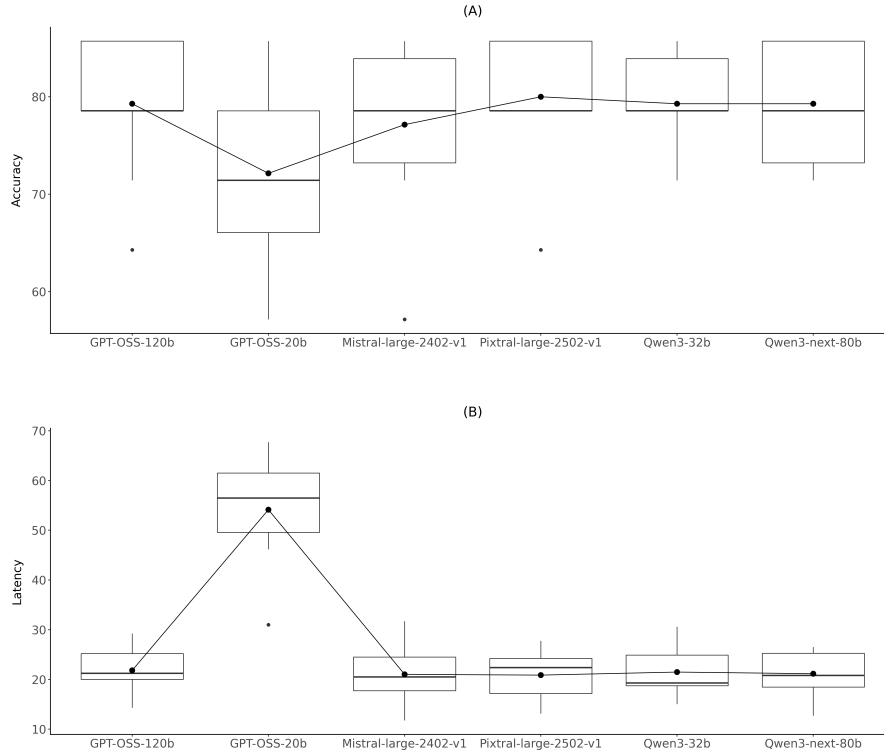 (A)
Accuracy
80
70
60
GPT-OSS-120b GPT-OSS-20b Mistral-large-2402-v1 Pixtral-large-2502-v1 Qwen3-32b Qwen3-next-80b
(B)
Latency
70
60
50
40
30
20
10
GPT-OSS-120b GPT-OSS-20b Mistral-large-2402-v1 Pixtral-large-2502-v1 Qwen3-32b Qwen3-next-80b